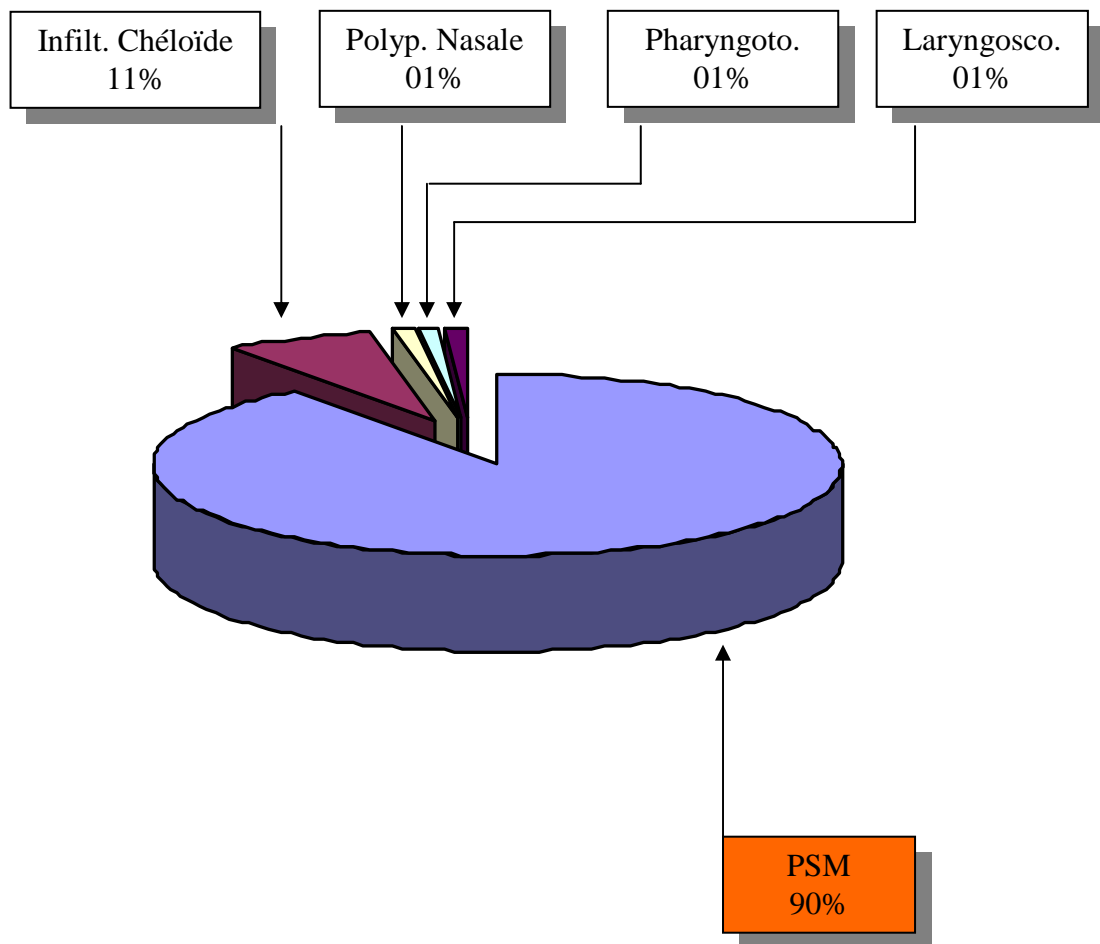 Infilt. Chéloïde
11%
Polyp. Nasale
01%
Pharyngoto.
01%
Laryngosco.
01%
PSM
90%